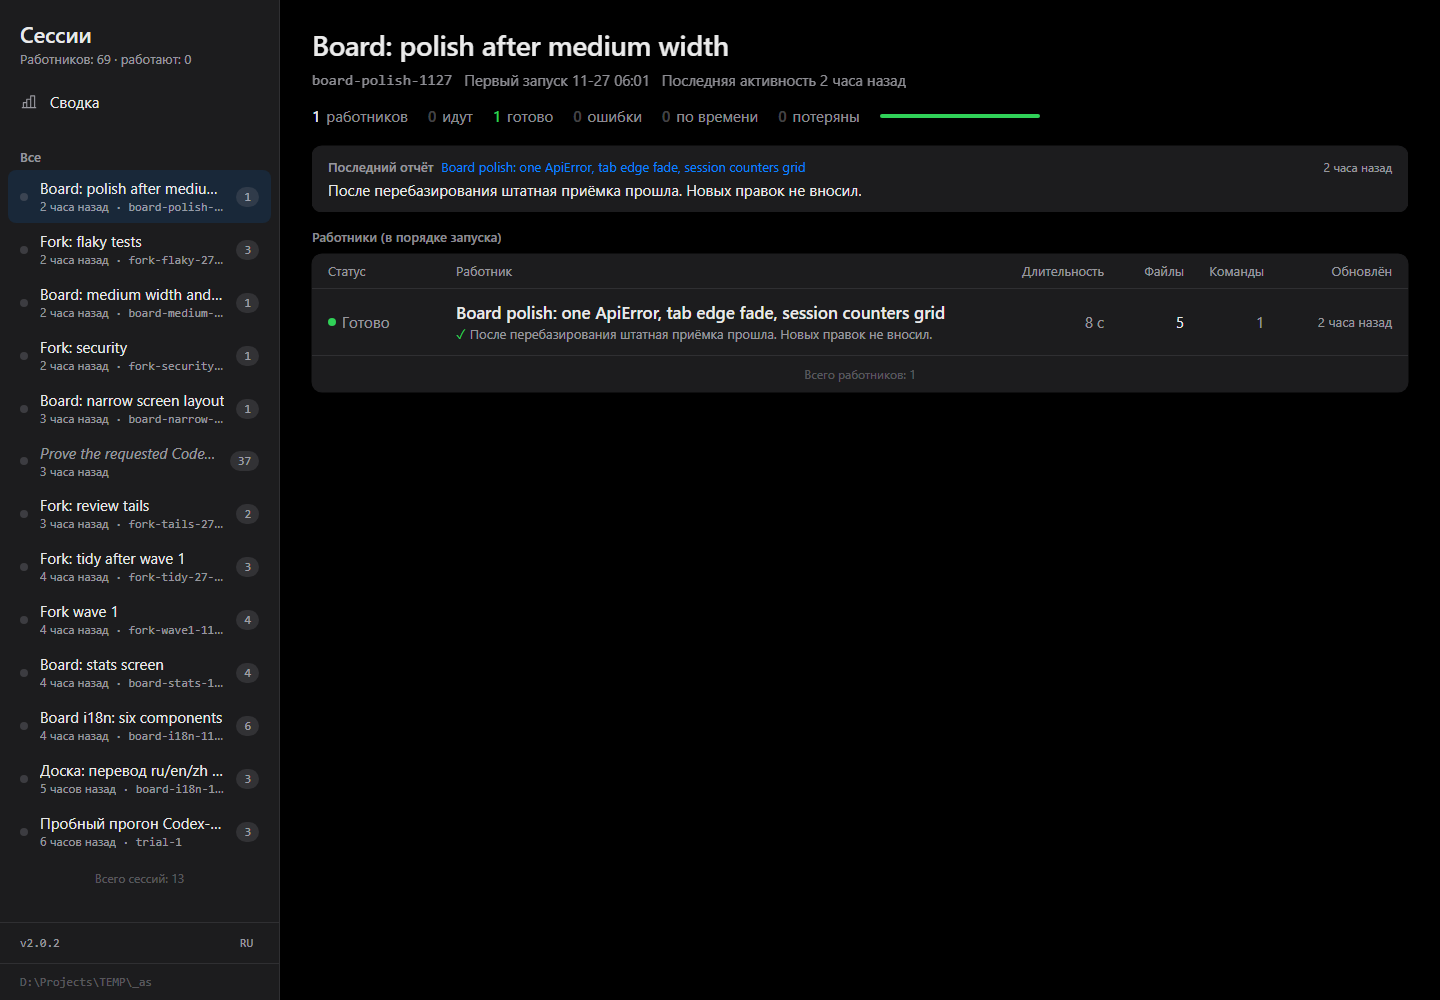 Сессии
Работников: 69 · работают: 0
Сводка
Все
Board: polish after mediu...
2 часа назад · board-polish-...
1
Fork: flaky tests
2 часа назад · fork-flaky-27...
3
Board: medium width and...
2 часа назад · board-medium-...
1
Fork: security
2 часа назад · fork-security...
1
Board: narrow screen layout
3 часа назад · board-narrow-...
1
Prove the requested Code...
3 часа назад
37
Fork: review tails
3 часа назад · fork-tails-27...
2
Fork: tidy after wave 1
4 часа назад · fork-tidy-27-...
3
Fork wave 1
4 часа назад · fork-wave1-11...
4
Board: stats screen
4 часа назад · board-stats-1...
4
Board i18n: six components
4 часа назад · board-i18n-11...
6
Доска: перевод ru/en/zh ...
5 часов назад · board-i18n-1...
3
Пробный прогон Codex-...
6 часов назад · trial-1
3
Всего сессий: 13
v2.0.2 RU
D:\Projects\TEMP\_as
Board: polish after medium width
board-polish-1127 Первый запуск 11-27 06:01 Последняя активность 2 часа назад
1 работников 0 идут 1 готово 0 ошибки 0 по времени 0 потеряны
Последний отчёт Board polish: one ApiError, tab edge fade, session counters grid 2 часа назад
После перебазирования штатная приёмка прошла. Новых правок не вносил.
Работники (в порядке запуска)
Статус Работник Длительность Файлы Команды Обновлён
Готово Board polish: one ApiError, tab edge fade, session counters grid 8 с 5 1 2 часа назад
✓ После перебазирования штатная приёмка прошла. Новых правок не вносил.
Всего работников: 1